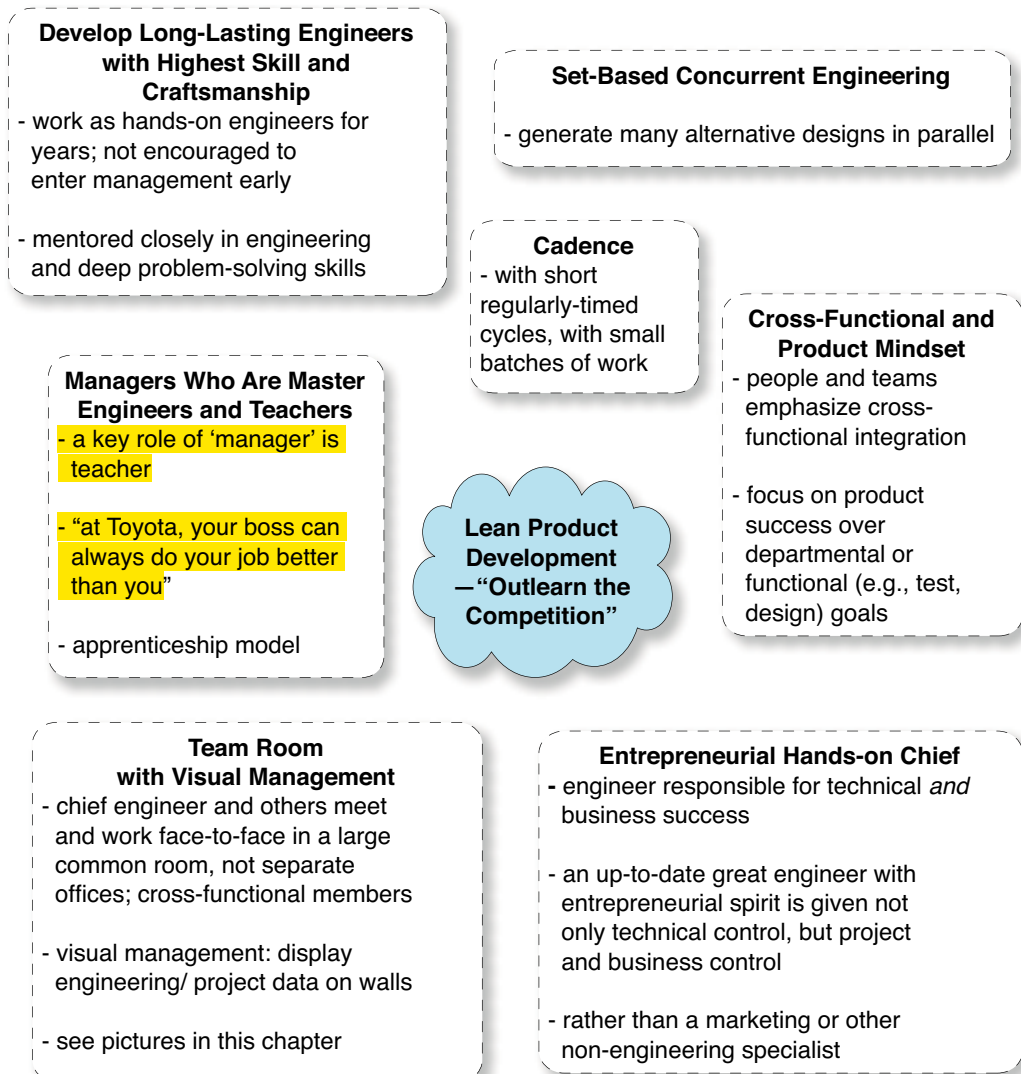 Develop Long-Lasting Engineers
with Highest Skill and
Craftsmanship
- work as hands-on engineers for
years; not encouraged to
enter management early
- mentored closely in engineering
and deep problem-solving skills
Set-Based Concurrent Engineering
- generate many alternative designs in parallel
Cadence
- with short
regularly-timed
cycles, with small
batches of work
Cross-Functional and
Product Mindset
- people and teams
emphasize cross-
functional integration
- focus on product
success over
departmental or
functional (e.g., test,
design) goals
Managers Who Are Master
Engineers and Teachers
- a key role of ‘manager’ is
teacher
- “at Toyota, your boss can
always do your job better
than you”
- apprenticeship model
Lean Product
Development
—“Outlearn the
Competition”
Team Room
with Visual Management
- chief engineer and others meet
and work face-to-face in a large
common room, not separate
offices; cross-functional members
- visual management: display
engineering/ project data on walls
- see pictures in this chapter
Entrepreneurial Hands-on Chief
- engineer responsible for technical and
business success
- an up-to-date great engineer with
entrepreneurial spirit is given not
only technical control, but project
and business control
- rather than a marketing or other
non-engineering specialist